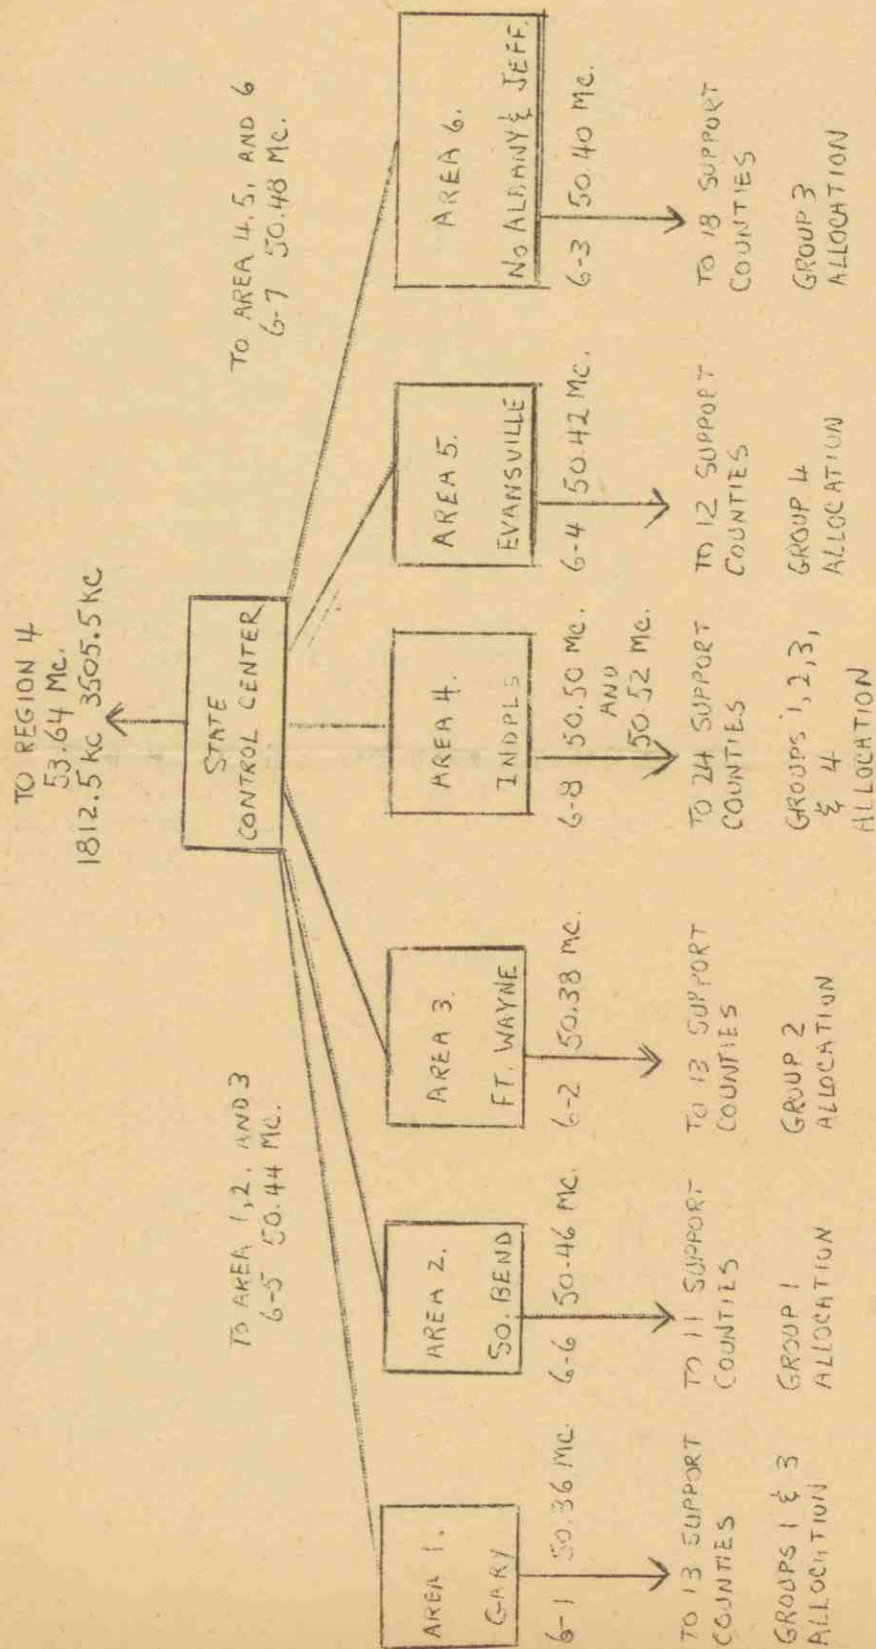 TO REGION 4
53.64 MC.
1812.5 KC 3505.5 KC
STATE
CONTROL CENTER
TO AREA 1, 2, AND 3
6-5 50.44 MC.
TO AREA 4, 5, AND 6
6-7 50.48 MC.
AREA 1.
GARY
6-1 50.36 MC.
TO 13 SUPPORT
COUNTIES
GROUPS 1 & 3
ALLOCATION
AREA 2.
SO. BEND
6-6 50.46 MC.
TO 11 SUPPORT
COUNTIES
GROUP 1
ALLOCATION
AREA 3.
FT. WAYNE
6-2 50.38 MC.
TO 13 SUPPORT
COUNTIES
GROUP 2
ALLOCATION
AREA 4.
INDPLS
6-8 50.50 MC.
AND
50.52 MC.
TO 24 SUPPORT
COUNTIES
GROUPS 1, 2, 3,
& 4
ALLOCATION
AREA 5.
EVANSVILLE
6-4 50.42 MC.
TO 12 SUPPORT
COUNTIES
GROUP 4
ALLOCATION
AREA 6.
NO ALBANY & JEFF.
6-3 50.40 MC.
TO 18 SUPPORT
COUNTIES
GROUP 3
ALLOCATION